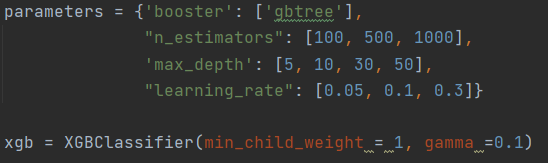 parameters = {'booster': ['gbtree'],
"n_estimators": [100, 500, 1000],
'max_depth': [5, 10, 30, 50],
"learning_rate": [0.05, 0.1, 0.3]}
xgb = XGBClassifier(min_child_weight = 1, gamma =0.1)